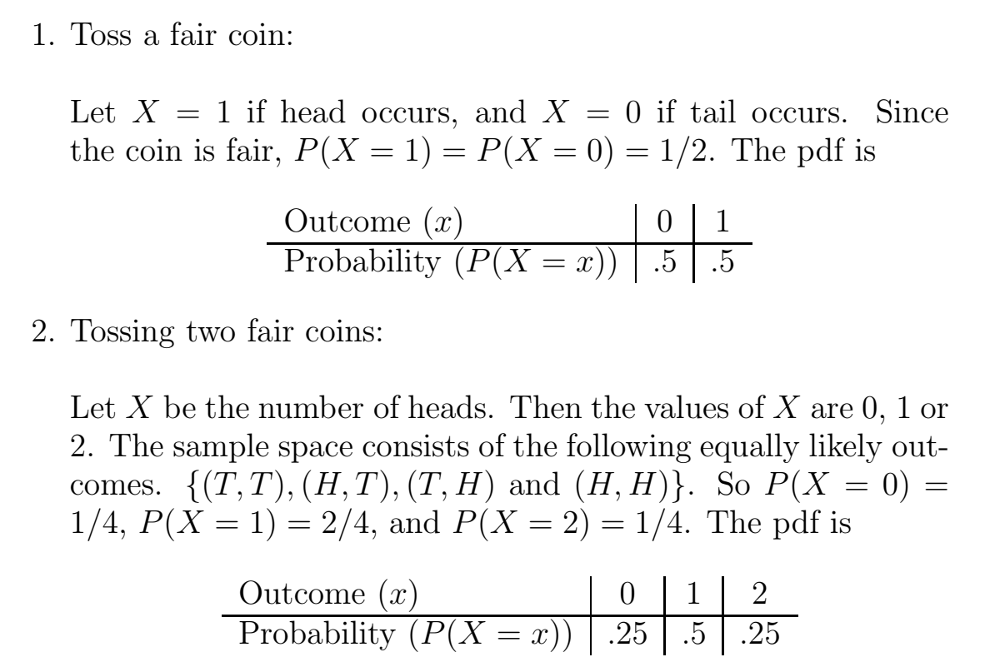 1. Toss a fair coin:
Let X = 1 if head occurs, and X = 0 if tail occurs. Since
the coin is fair, P(X = 1) = P(X = 0) = 1/2. The pdf is
Outcome (x) 0 1
Probability (P(X = x)) .5 .5
2. Tossing two fair coins:
Let X be the number of heads. Then the values of X are 0, 1 or
2. The sample space consists of the following equally likely out-
comes. {(T, T), (H, T), (T, H) and (H, H)}. So P(X = 0) =
1/4, P(X = 1) = 2/4, and P(X = 2) = 1/4. The pdf is
Outcome (x) 0 1 2
Probability (P(X = x)) .25 .5 .25